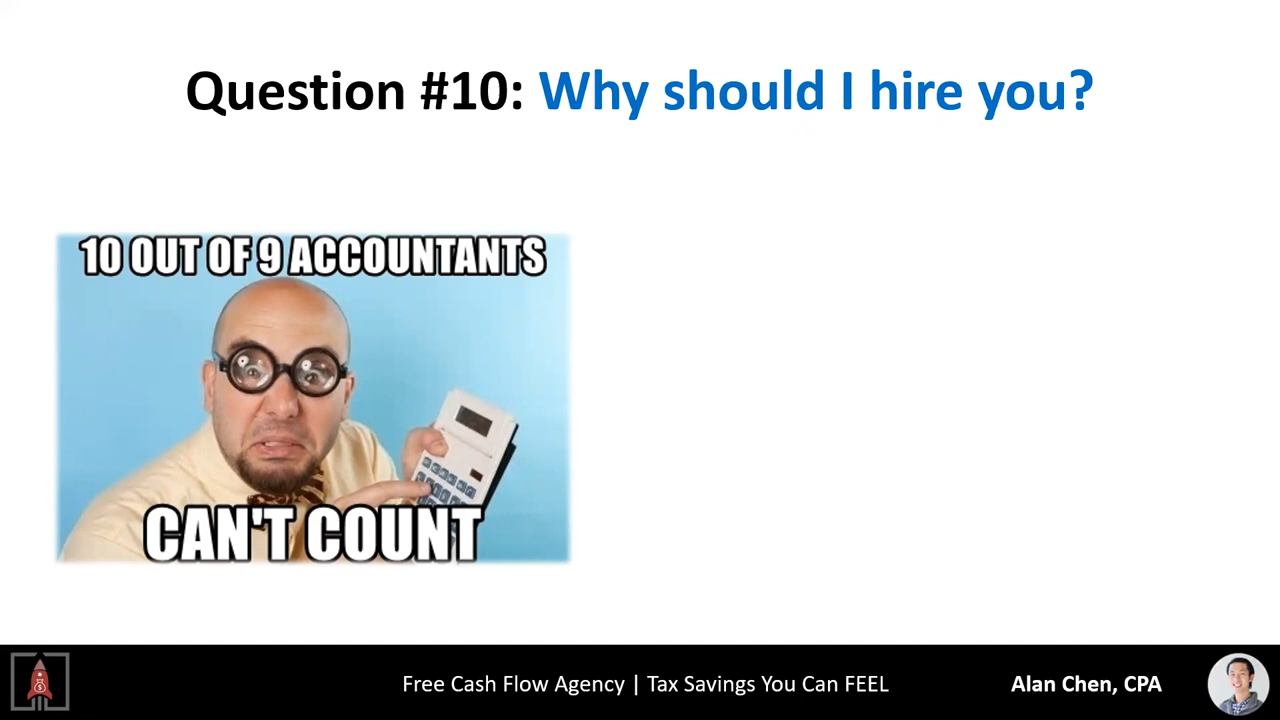 Question #10: Why should I hire you?
10 OUT OF 9 ACCOUNTANTS
CAN'T COUNT
Free Cash Flow Agency | Tax Savings You Can FEEL
Alan Chen, CPA